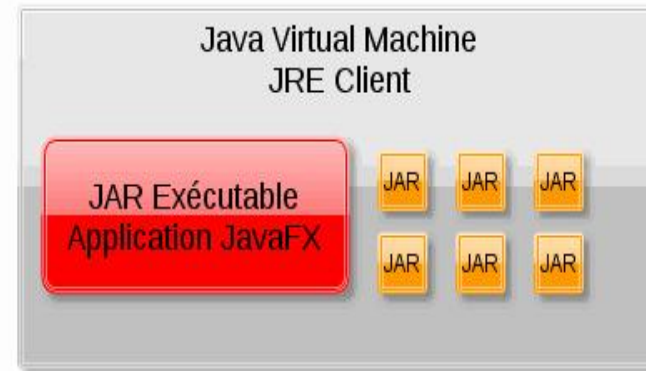 Java Virtual Machine
JRE Client
JAR Exécutable
Application JavaFX
JAR JAR JAR
JAR JAR JAR